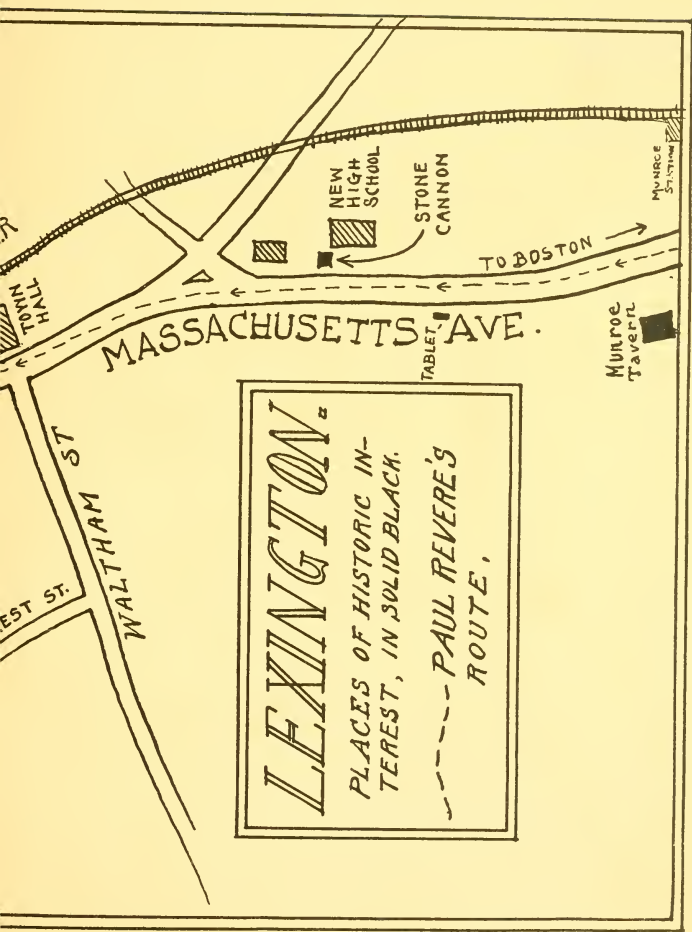 NEW
HIGH
SCHOOL
STONE
CANNON
MUNROE
TOWN
HALL
TO BOSTON
MASSACHUSETTS AVE.
TABLET
Munroe
Tavern
WALTHAM ST
EST ST.
LEXINGTON.
PLACES OF HISTORIC IN-
TEREST, IN SOLID BLACK.
PAUL REVERE'S
ROUTE.